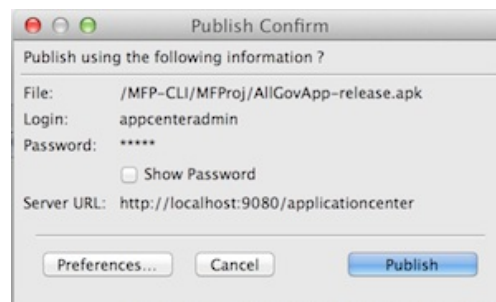 Publish Confirm
Publish using the following information ?
File: /MFP-CLI/MFProj/AllGovApp-release.apk
Login: appcenteradmin
Password: *****
Show Password
Server URL: http://localhost:9080/applicationcenter
Preferences... Cancel Publish